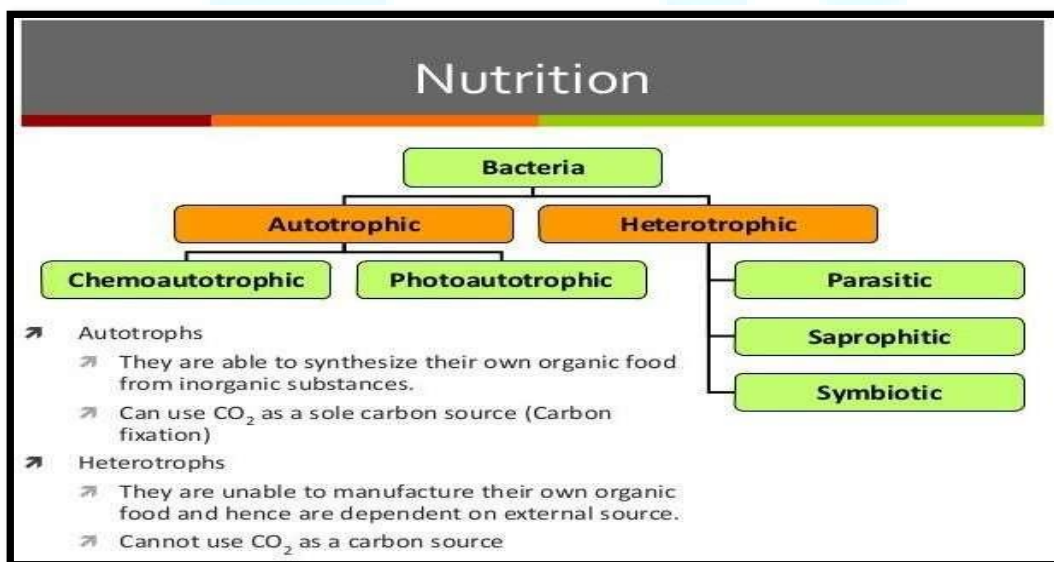 Nutrition
Bacteria
Autotrophic
Heterotrophic
Chemoautotrophic
Photoautotrophic
Parasitic
Saprophitic
Symbiotic
Autotrophs
They are able to synthesize their own organic food
from inorganic substances.
Can use CO₂ as a sole carbon source (Carbon
fixation)
Heterotrophs
They are unable to manufacture their own organic
food and hence are dependent on external source.
Cannot use CO₂ as a carbon source